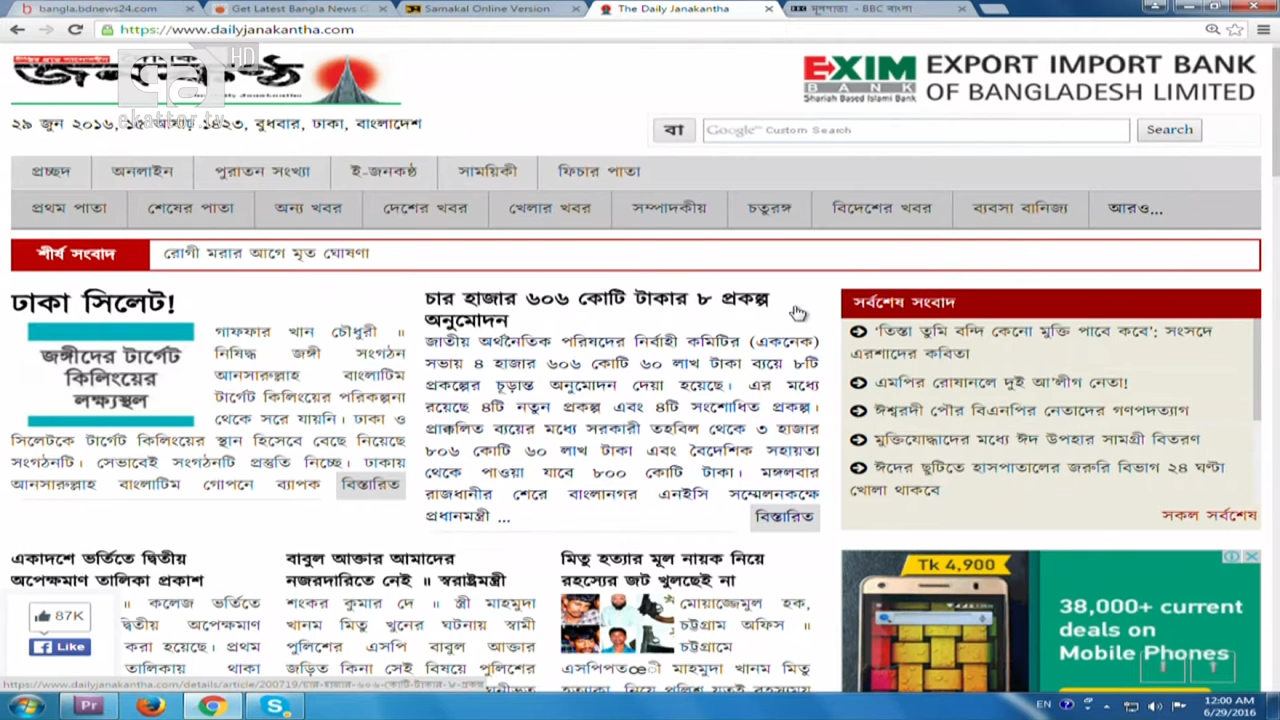 bangla.bdnews24.com
Get Latest Bangla News
Samakal Online Version
The Daily Janakantha
মূলপাতা - BBC বাংলা
https://www.dailyjanakantha.com
HD
ekattor.tv
EXIM BANK
Shariah Based Islami Bank
EXPORT IMPORT BANK
OF BANGLADESH LIMITED
২৯ জুন ২০১৬, ১৫ আষাঢ় ১৪২৩, বুধবার, ঢাকা, বাংলাদেশ
বা
Google Custom Search
Search
প্রচ্ছদ অনলাইন পুরাতন সংখ্যা ই-জনকণ্ঠ সাময়িকী ফিচার পাতা
প্রথম পাতা শেষের পাতা অন্য খবর দেশের খবর খেলার খবর সম্পাদকীয় চতুরঙ্গ বিদেশের খবর ব্যবসা বানিজ্য আরও...
শীর্ষ সংবাদ
রোগী মরার আগে মৃত ঘোষণা
ঢাকা সিলেট!
জঙ্গীদের টার্গেট
কিলিংয়ের
লক্ষ্যস্থল
গাফফার খান চৌধুরী ॥
নিষিদ্ধ জঙ্গী সংগঠন
আনসারুল্লাহ বাংলাটিম
টার্গেট কিলিংয়ের পরিকল্পনা
থেকে সরে যায়নি। ঢাকা ও
সিলেটকে টার্গেট কিলিংয়ের স্থান হিসেবে বেছে নিয়েছে
সংগঠনটি। সেভাবেই সংগঠনটি প্রস্তুতি নিচ্ছে। ঢাকায়
আনসারুল্লাহ বাংলাটিম গোপনে ব্যাপক
বিস্তারিত
চার হাজার ৬০৬ কোটি টাকার ৮ প্রকল্প
অনুমোদন
জাতীয় অর্থনৈতিক পরিষদের নির্বাহী কমিটির (একনেক)
সভায় ৪ হাজার ৬০৬ কোটি ৬০ লাখ টাকা ব্যয়ে ৮টি
প্রকল্পের চূড়ান্ত অনুমোদন দেয়া হয়েছে। এর মধ্যে
রয়েছে ৪টি নতুন প্রকল্প এবং ৪টি সংশোধিত প্রকল্প।
প্রাক্কলিত ব্যয়ের মধ্যে সরকারী তহবিল থেকে ৩ হাজার
৮০৬ কোটি ৬০ লাখ টাকা এবং বৈদেশিক সহায়তা
থেকে পাওয়া যাবে ৮০০ কোটি টাকা। মঙ্গলবার
রাজধানীর শেরে বাংলানগর এনইসি সম্মেলনকক্ষে
প্রধানমন্ত্রী ...
বিস্তারিত
সর্বশেষ সংবাদ
‘তিস্তা তুমি বন্দি কেনো মুক্তি পাবে কবে’: সংসদে
এরশাদের কবিতা
এমপির রোষানলে দুই আ’লীগ নেতা!
ঈশ্বরদী পৌর বিএনপির নেতাদের গণপদত্যাগ
মুক্তিযোদ্ধাদের মধ্যে ঈদ উপহার সামগ্রী বিতরণ
ঈদের ছুটিতে হাসপাতালের জরুরি বিভাগ ২৪ ঘণ্টা
খোলা থাকবে
সকল সর্বশেষ
একাদশে ভর্তিতে দ্বিতীয়
অপেক্ষমাণ তালিকা প্রকাশ
॥ কলেজ ভর্তিতে
দ্বিতীয় অপেক্ষমাণ
করা হয়েছে। প্রথম
তালিকায় থাকা
87K
Like
বাবুল আক্তার আমাদের
নজরদারিতে নেই ॥ স্বরাষ্ট্রমন্ত্রী
শংকর কুমার দে ॥ স্ত্রী মাহমুদা
খানম মিতু খুনের ঘটনায় স্বামী
পুলিশের এসপি বাবুল আক্তার
জড়িত কিনা সেই বিষয়ে পুলিশের
মিতু হত্যার মূল নায়ক নিয়ে
রহস্যের জট খুলছেই না
মোয়াজ্জেমুল হক,
চট্টগ্রাম অফিস ॥
চট্টগ্রামে
এসপিপত্নœী মাহমুদা খানম মিতু
Tk 4,900
38,000+ current
deals on
Mobile Phones
Pr
EN
12:00 AM
6/29/2016